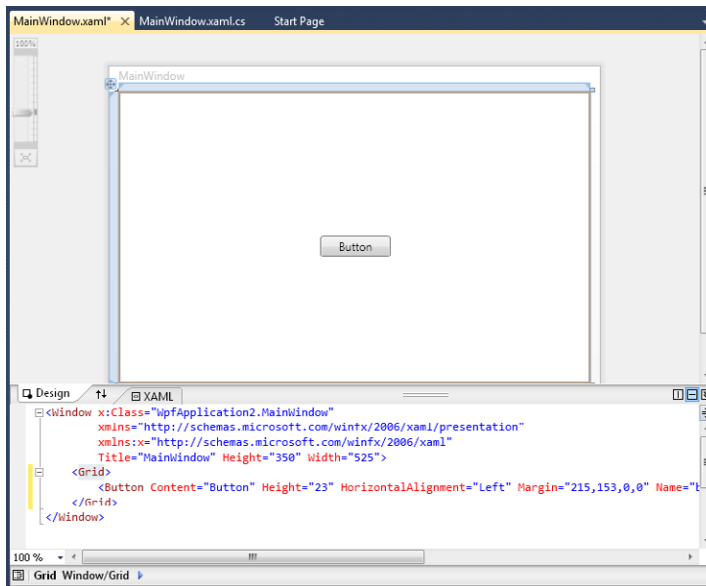 MainWindow.xaml* MainWindow.xaml.cs Start Page
100%
MainWindow
Button
Design XAML
<Window x:Class="WpfApplication2.MainWindow"
xmlns="http://schemas.microsoft.com/winfx/2006/xaml/presentation"
xmlns:x="http://schemas.microsoft.com/winfx/2006/xaml"
Title="MainWindow" Height="350" Width="525">
<Grid>
<Button Content="Button" Height="23" HorizontalAlignment="Left" Margin="215,153,0,0" Name="b
</Grid>
</Window>
100 %
Grid Window/Grid